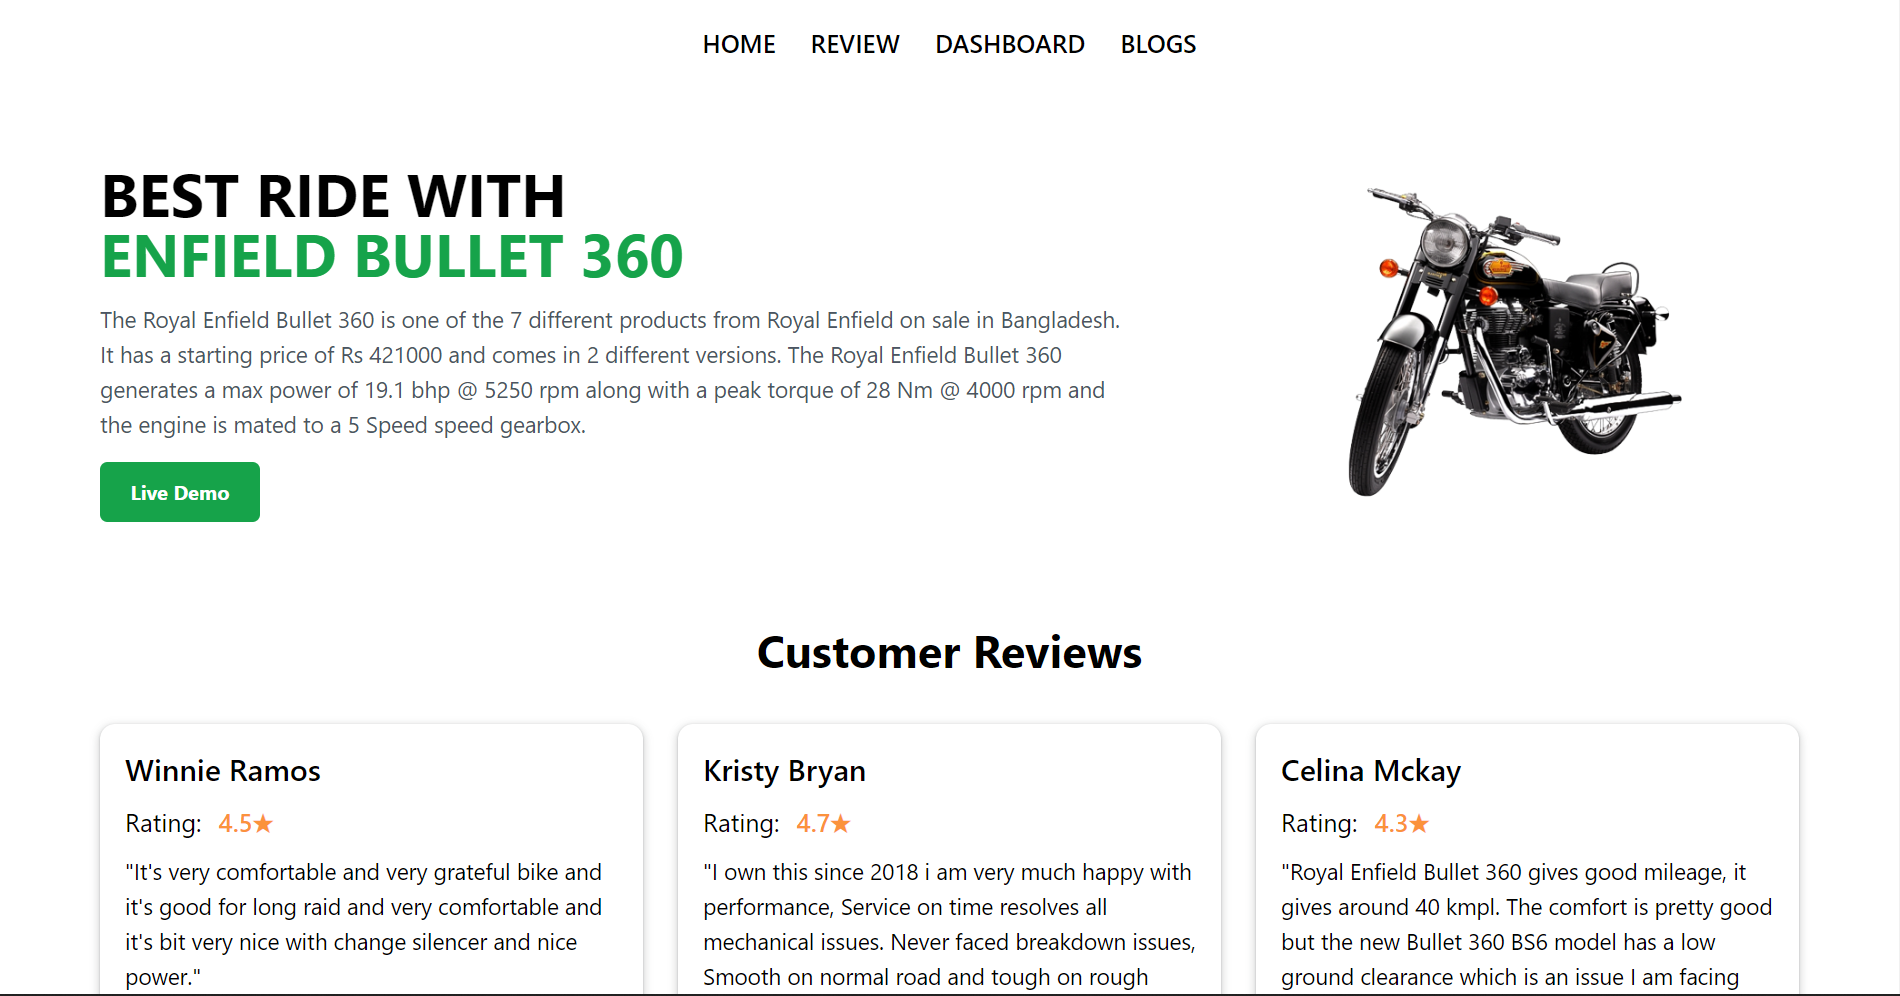 HOME REVIEW DASHBOARD BLOGS
BEST RIDE WITH
ENFIELD BULLET 360
The Royal Enfield Bullet 360 is one of the 7 different products from Royal Enfield on sale in Bangladesh.
It has a starting price of Rs 421000 and comes in 2 different versions. The Royal Enfield Bullet 360
generates a max power of 19.1 bhp @ 5250 rpm along with a peak torque of 28 Nm @ 4000 rpm and
the engine is mated to a 5 Speed speed gearbox.
Live Demo
Customer Reviews
Winnie Ramos
Rating: 4.5★
"It's very comfortable and very grateful bike and
it's good for long raid and very comfortable and
it's bit very nice with change silencer and nice
power."
Kristy Bryan
Rating: 4.7★
"I own this since 2018 i am very much happy with
performance, Service on time resolves all
mechanical issues. Never faced breakdown issues,
Smooth on normal road and tough on rough
Celina Mckay
Rating: 4.3★
"Royal Enfield Bullet 360 gives good mileage, it
gives around 40 kmpl. The comfort is pretty good
but the new Bullet 360 BS6 model has a low
ground clearance which is an issue I am facing